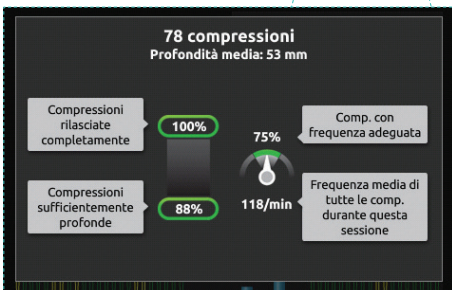 78 compressioni
Profondità media: 53 mm
Compressioni
rilasciate
completamente
100%
75%
Comp. con
frequenza adeguata
Compressioni
sufficientemente
profonde
88%
118/min
Frequenza media di
tutte le comp.
durante questa
sessione